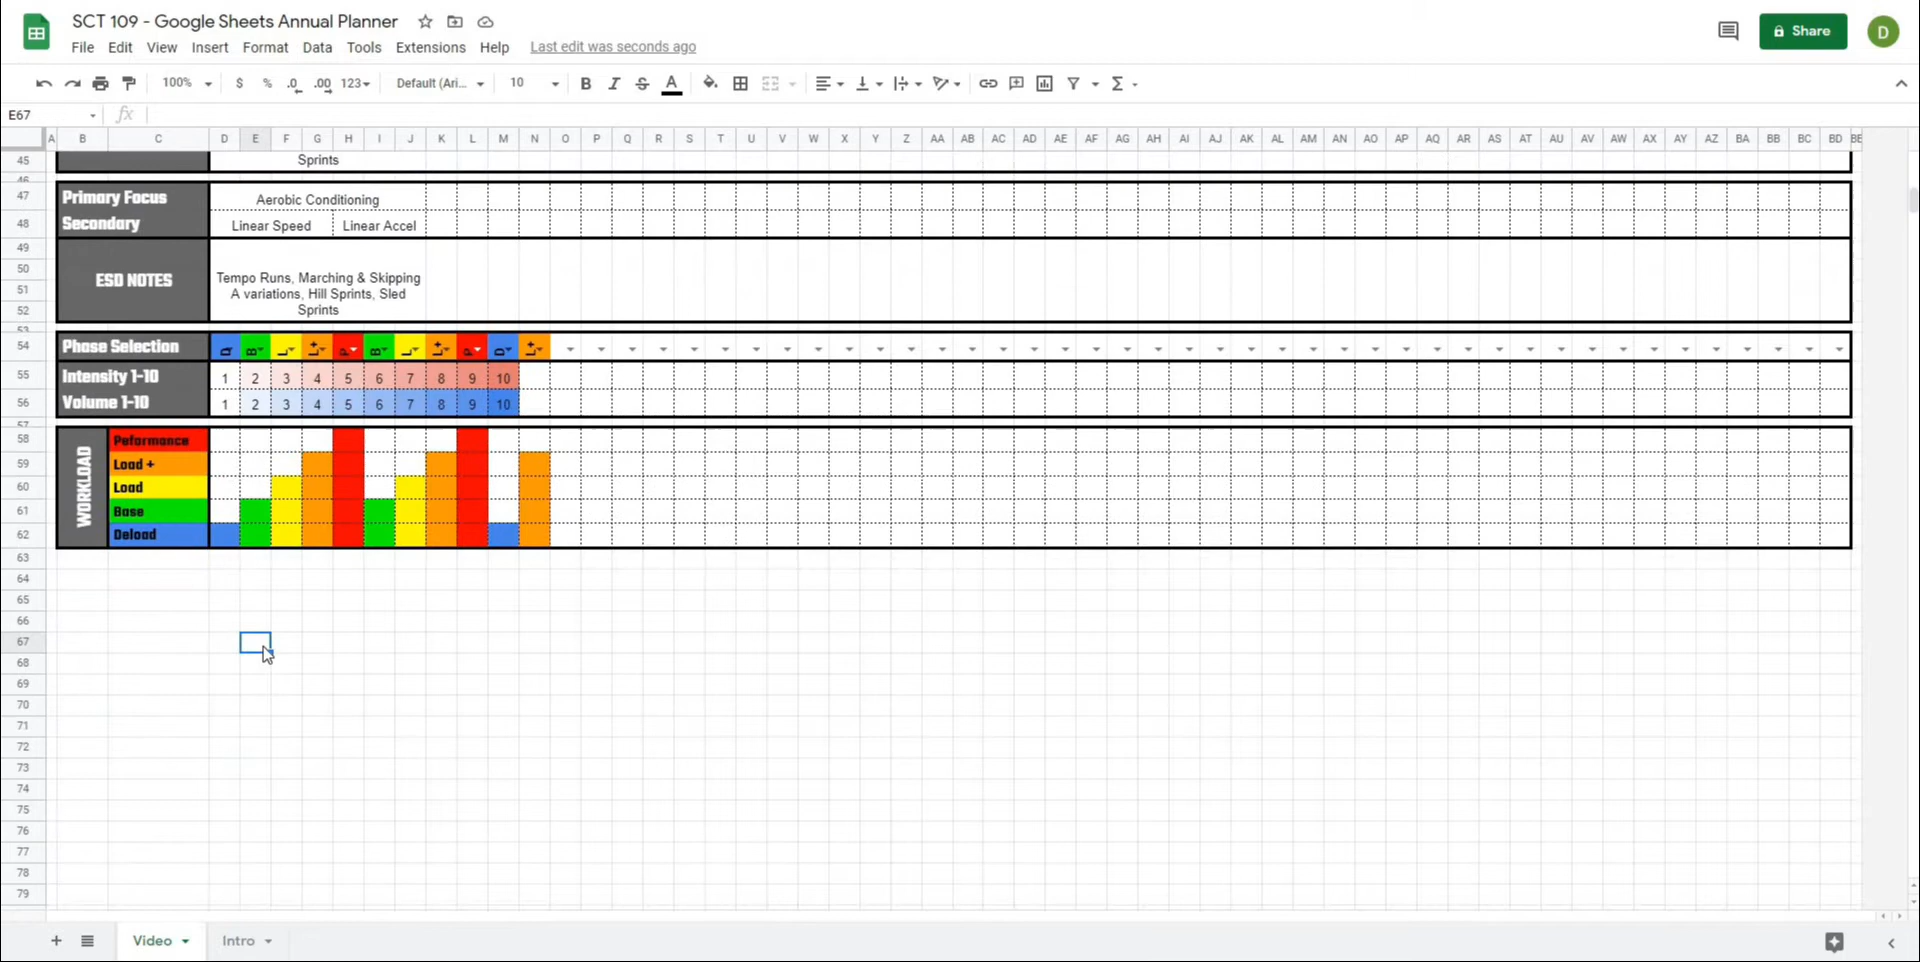 SCT 109 - Google Sheets Annual Planner
File Edit View Insert Format Data Tools Extensions Help Last edit was seconds ago
Share
D
100% $ % .0 .00 123 Default (Ari... 10 B I S A
E67 fx
A B C D E F G H I J K L M N O P Q R S T U V W X Y Z AA AB AC AD AE AF AG AH AI AJ AK AL AM AN AO AP AQ AR AS AT AU AV AW AX AY AZ BA BB BC BD BE
45 Sprints
46
47 Primary Focus Aerobic Conditioning
48 Secondary Linear Speed Linear Accel
49
50
51
52
ESD NOTES
Tempo Runs, Marching & Skipping
A variations, Hill Sprints, Sled
Sprints
53
54 Phase Selection D B L L+ P B L L+ P D L+
55 Intensity 1-10 1 2 3 4 5 6 7 8 9 10
56 Volume 1-10 1 2 3 4 5 6 7 8 9 10
57
WORKLOAD
58 Peformance
59 Load +
60 Load
61 Base
62 Deload
63
64
65
66
67
68
69
70
71
72
73
74
75
76
77
78
79
Video Intro